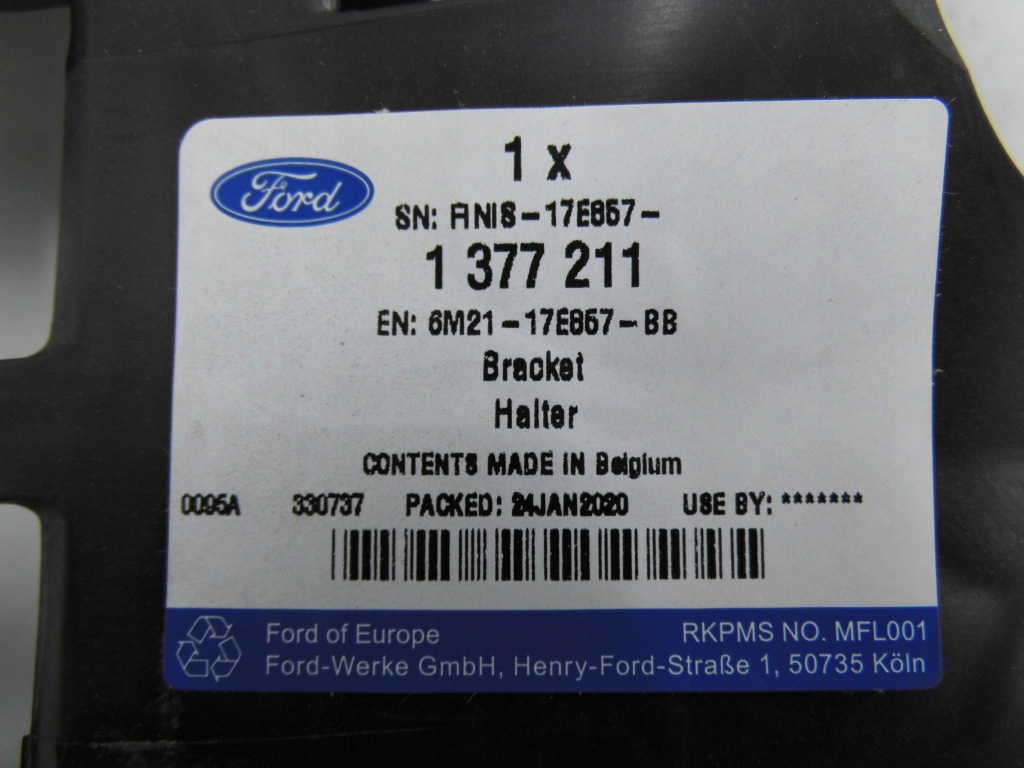 Ford
1 x
SN: FINIS-17E857-
1 377 211
EN: 6M21-17E857-BB
Bracket
Halter
CONTENTS MADE IN Belgium
0095A 330737 PACKED: 24JAN2020 USE BY: *******
Ford of Europe RKPMS NO. MFL001
Ford-Werke GmbH, Henry-Ford-Straße 1, 50735 Köln